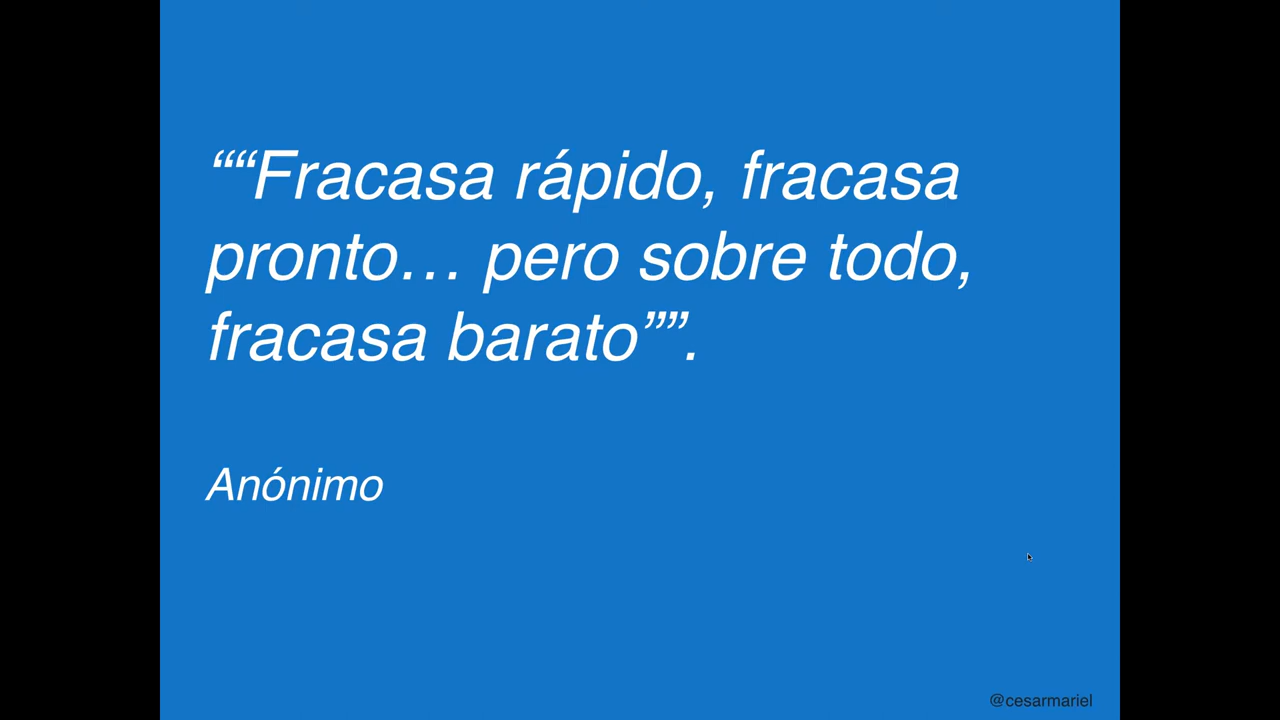 ““Fracasa rápido, fracasa
pronto… pero sobre todo,
fracasa barato””.
Anónimo
@cesarmariel